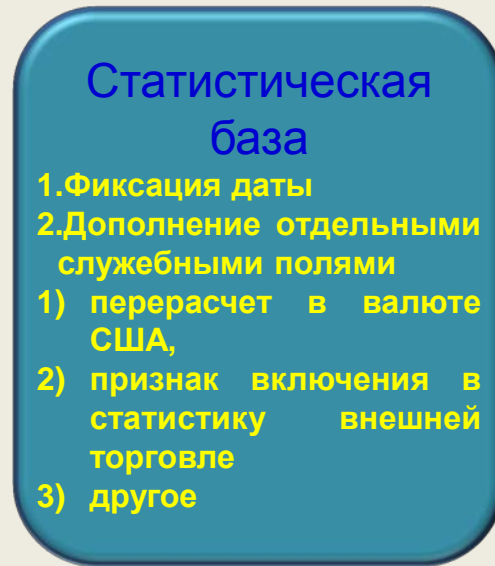 Статистическая
база
1.Фиксация даты
2.Дополнение отдельными
служебными полями
1) перерасчет в валюте
США,
2) признак включения в
статистику внешней
торговле
3) другое